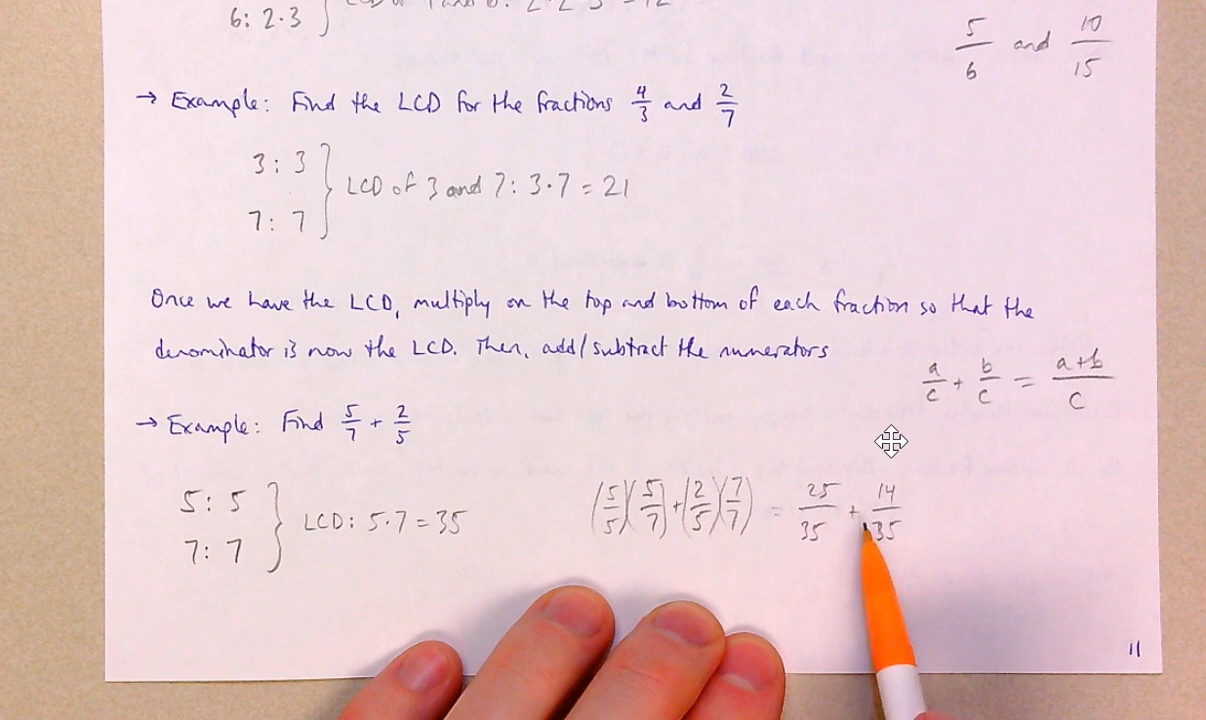 6: 2·3
5/6 and 10/15
→ Example: Find the LCD for the fractions 4/3 and 2/7
3: 3
7: 7
} LCD of 3 and 7: 3·7 = 21
Once we have the LCD, multiply on the top and bottom of each fraction so that the
denominator is now the LCD. Then, add/subtract the numerators
a/c + b/c = a+b/c
→ Example: Find 5/7 + 2/5
5: 5
7: 7
} LCD: 5·7 = 35
(5/5)(5/7) + (2/5)(7/7) = 25/35 + 14/35
11